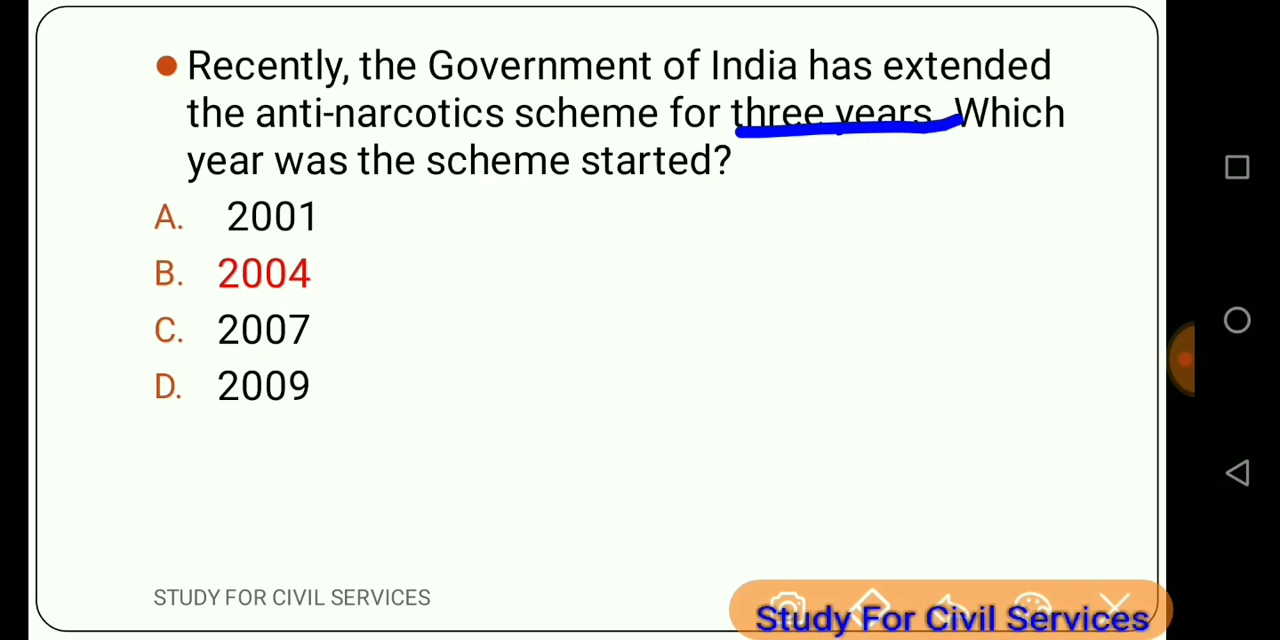 Recently, the Government of India has extended
the anti-narcotics scheme for three years. Which
year was the scheme started?
A. 2001
B. 2004
C. 2007
D. 2009
STUDY FOR CIVIL SERVICES
Study For Civil Services